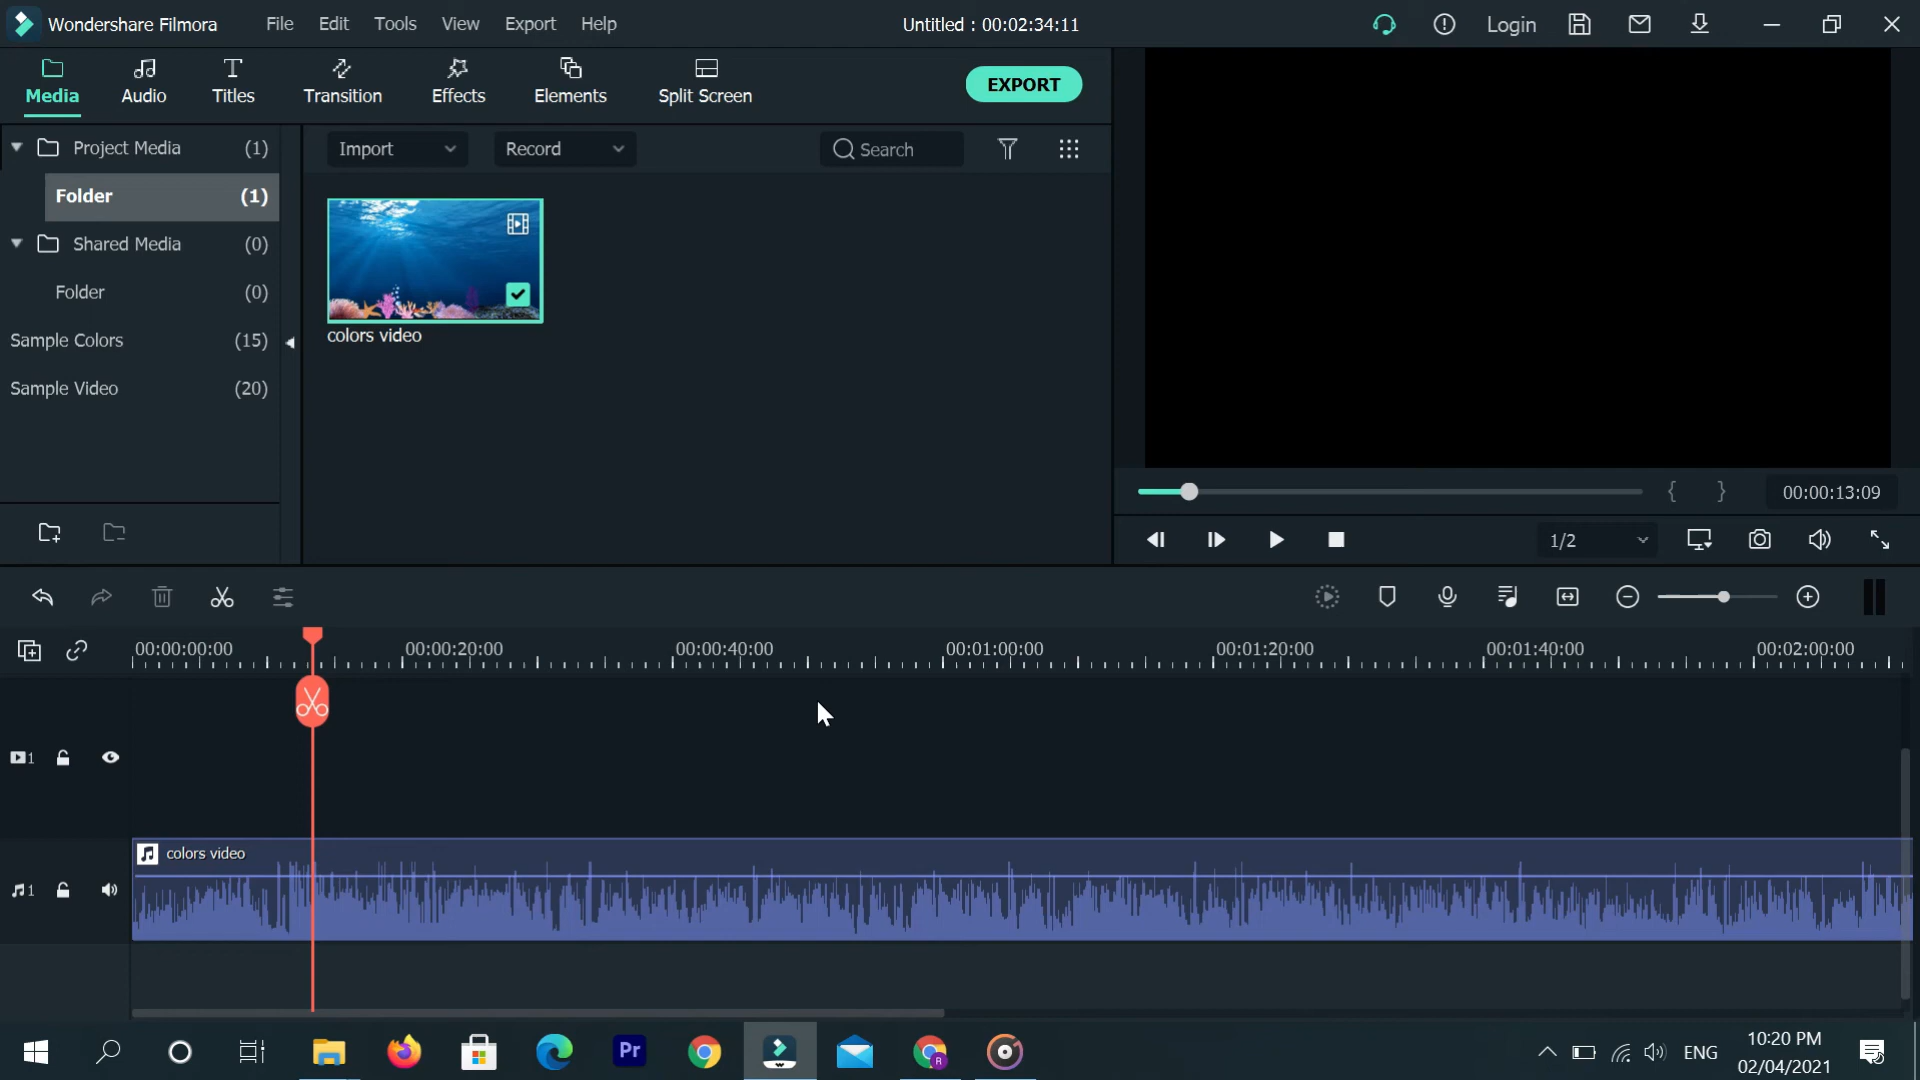 Wondershare Filmora
File Edit Tools View Export Help
Untitled : 00:02:34:11
Login
Media Audio Titles Transition Effects Elements Split Screen
EXPORT
Project Media (1)
Folder (1)
Shared Media (0)
Folder (0)
Sample Colors (15)
Sample Video (20)
Import Record Search
colors video
{ } 00:00:13:09
1/2
00:00:00:00 00:00:20:00 00:00:40:00 00:01:00:00 00:01:20:00 00:01:40:00 00:02:00:00
1
colors video
1
Pr
R
ENG
10:20 PM
02/04/2021